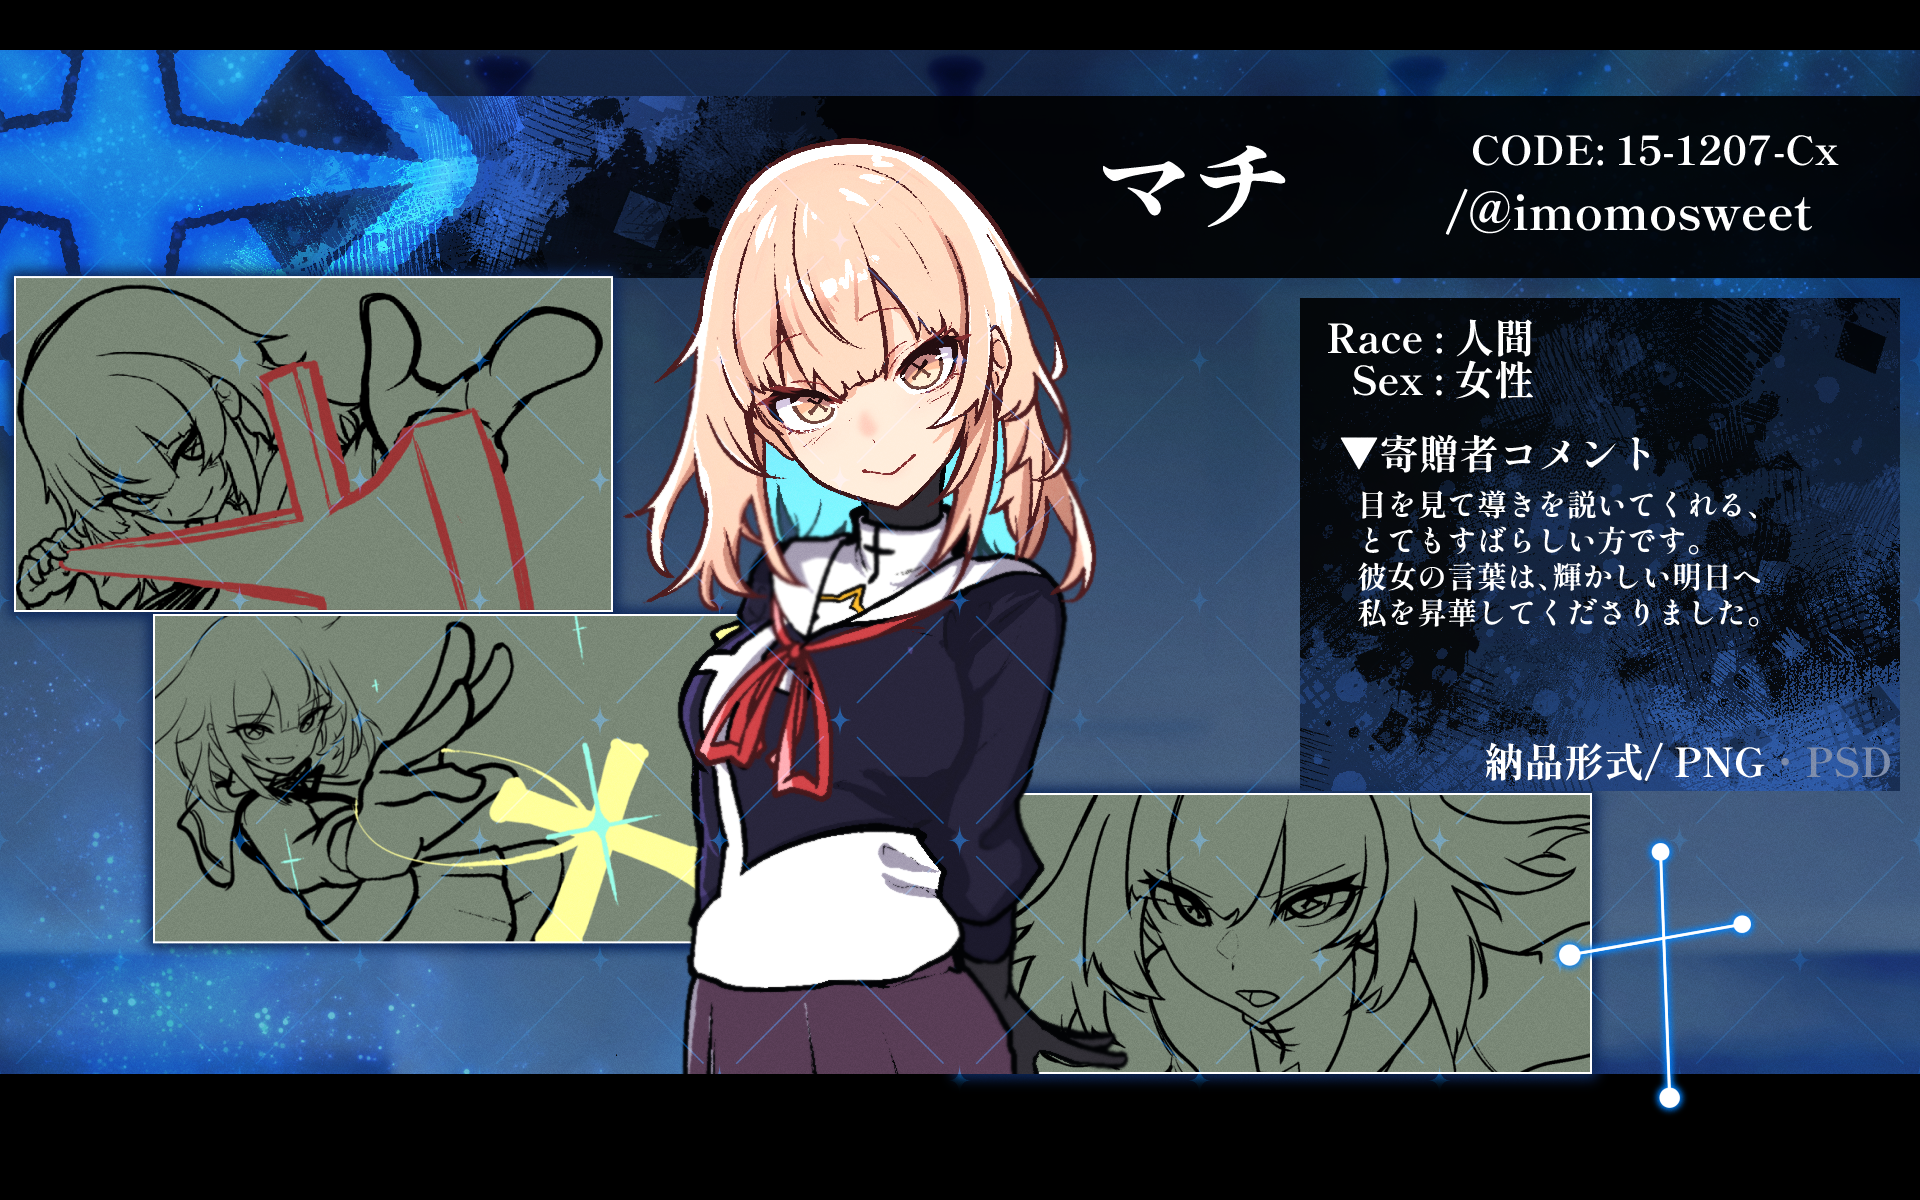 マチ
CODE: 15-1207-Cx
/@imomosweet
Race : 人間
Sex : 女性
▼寄贈者コメント
目を見て導きを説いてくれる、
とてもすばらしい方です。
彼女の言葉は、輝かしい明日へ
私を昇華してくださりました。
納品形式/ PNG・PSD